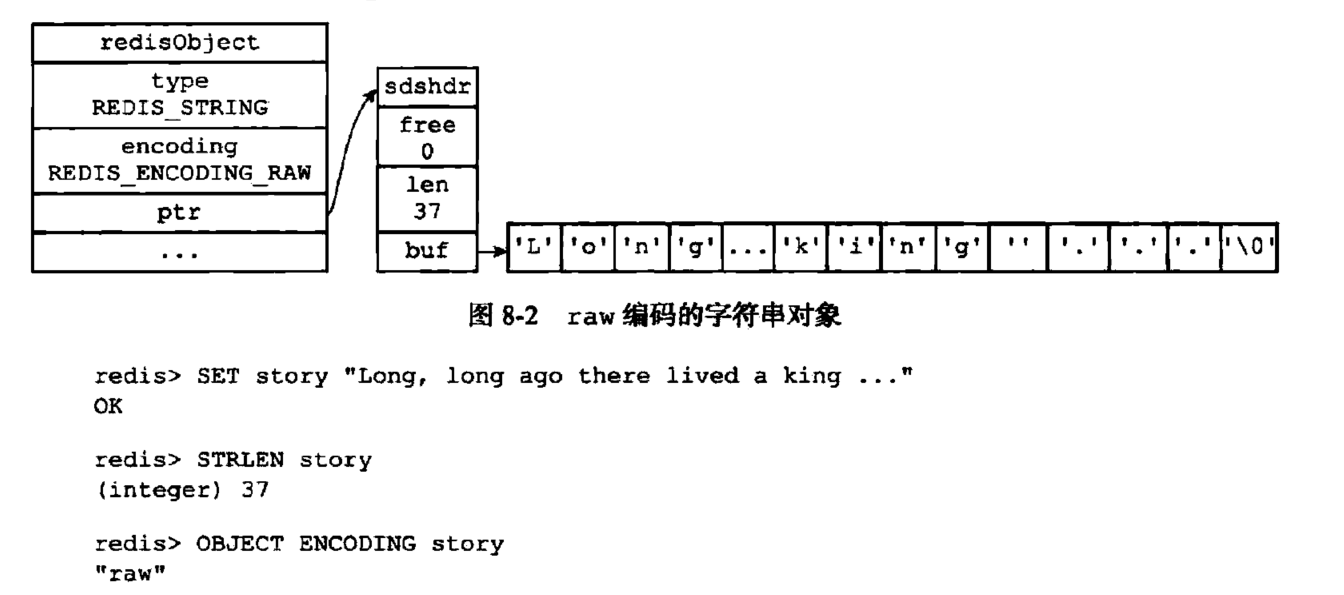 redisObject
type
REDIS_STRING
encoding
REDIS_ENCODING_RAW
ptr
...
sdshdr
free
0
len
37
buf
'L' 'o' 'n' 'g' ... 'k' 'i' 'n' 'g' ' ' '.' '.' '.' '\0'
图 8-2 raw 编码的字符串对象
redis> SET story "Long, long ago there lived a king ..."
OK
redis> STRLEN story
(integer) 37
redis> OBJECT ENCODING story
"raw"